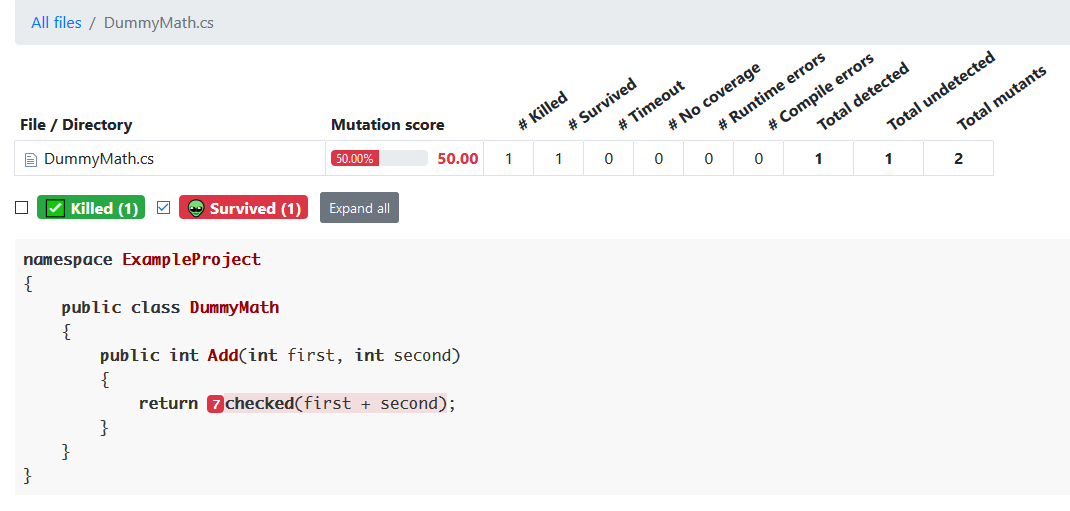 All files / DummyMath.cs
File / Directory Mutation score # Killed # Survived # Timeout # No coverage # Runtime errors # Compile errors Total detected Total undetected Total mutants
DummyMath.cs 50.00% 50.00 1 1 0 0 0 0 1 1 2
Killed (1) Survived (1) Expand all
namespace ExampleProject
{
    public class DummyMath
    {
        public int Add(int first, int second)
        {
            return 7 checked(first + second);
        }
    }
}